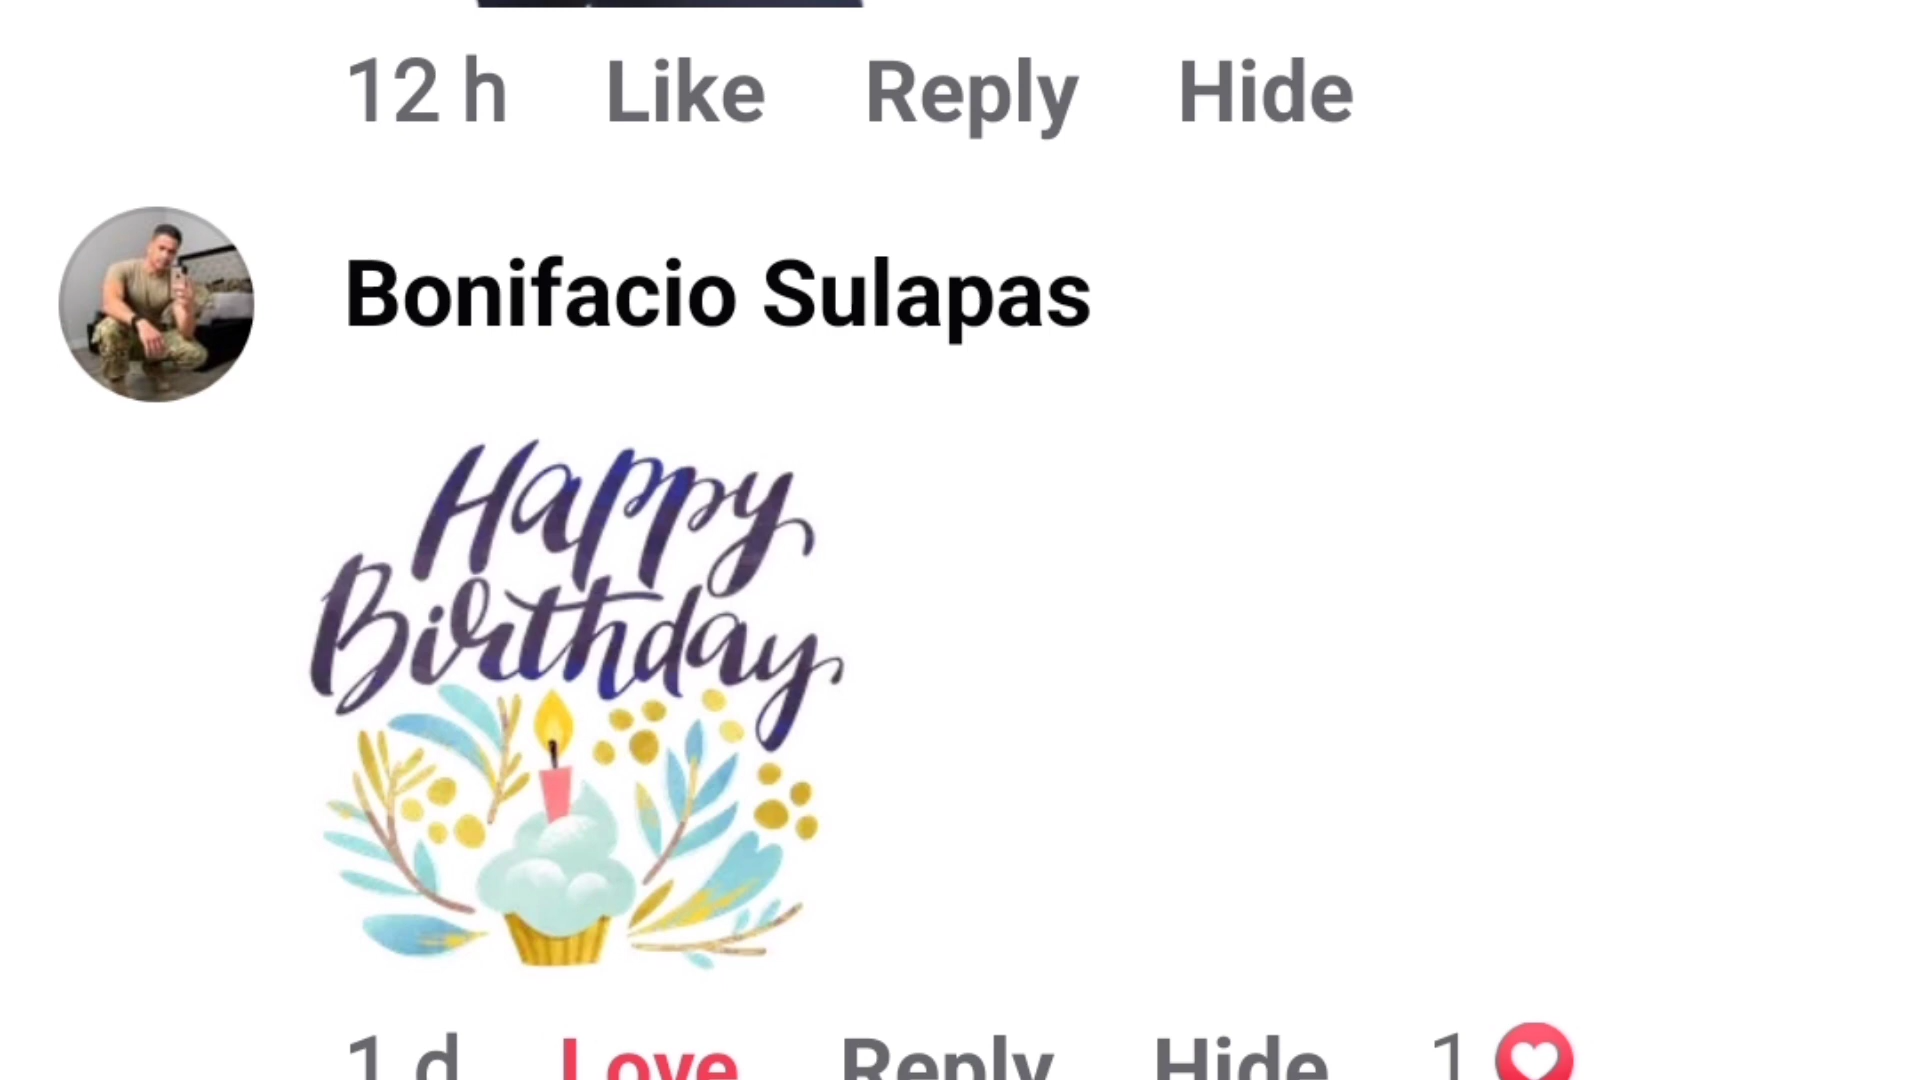 12 h Like Reply Hide
Bonifacio Sulapas
Happy
Birthday
1 d Love Reply Hide 1